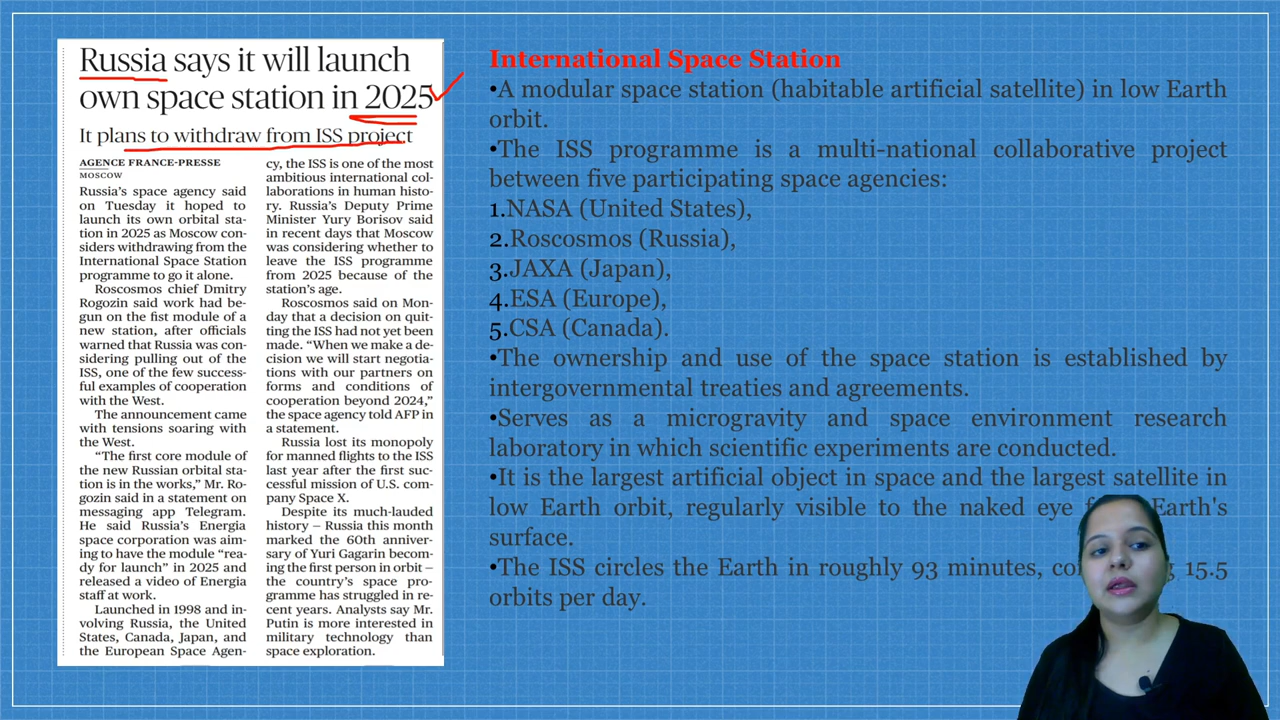 Russia says it will launch
own space station in 2025
It plans to withdraw from ISS project
AGENCE FRANCE-PRESSE
MOSCOW
Russia's space agency said
on Tuesday it hoped to
launch its own orbital sta-
tion in 2025 as Moscow con-
siders withdrawing from the
International Space Station
programme to go it alone.
Roscosmos chief Dmitry
Rogozin said work had be-
gun on the fist module of a
new station, after officials
warned that Russia was con-
sidering pulling out of the
ISS, one of the few success-
ful examples of cooperation
with the West.
The announcement came
with tensions soaring with
the West.
"The first core module of
the new Russian orbital sta-
tion is in the works," Mr. Ro-
gozin said in a statement on
messaging app Telegram.
He said Russia's Energia
space corporation was aim-
ing to have the module "rea-
dy for launch" in 2025 and
released a video of Energia
staff at work.
Launched in 1998 and in-
volving Russia, the United
States, Canada, Japan, and
the European Space Agen-
cy, the ISS is one of the most
ambitious international col-
laborations in human histo-
ry. Russia's Deputy Prime
Minister Yury Borisov said
in recent days that Moscow
was considering whether to
leave the ISS programme
from 2025 because of the
station's age.
Roscosmos said on Mon-
day that a decision on quit-
ting the ISS had not yet been
made. "When we make a de-
cision we will start negotia-
tions with our partners on
forms and conditions of
cooperation beyond 2024,"
the space agency told AFP in
a statement.
Russia lost its monopoly
for manned flights to the ISS
last year after the first suc-
cessful mission of U.S. com-
pany Space X.
Despite its much-lauded
history – Russia this month
marked the 60th anniver-
sary of Yuri Gagarin becom-
ing the first person in orbit –
the country's space pro-
gramme has struggled in re-
cent years. Analysts say Mr.
Putin is more interested in
military technology than
space exploration.
International Space Station
•A modular space station (habitable artificial satellite) in low Earth
orbit.
•The ISS programme is a multi-national collaborative project
between five participating space agencies:
1.NASA (United States),
2.Roscosmos (Russia),
3.JAXA (Japan),
4.ESA (Europe),
5.CSA (Canada).
•The ownership and use of the space station is established by
intergovernmental treaties and agreements.
•Serves as a microgravity and space environment research
laboratory in which scientific experiments are conducted.
•It is the largest artificial object in space and the largest satellite in
low Earth orbit, regularly visible to the naked eye Earth's
surface.
•The ISS circles the Earth in roughly 93 minutes, 15.5
orbits per day.